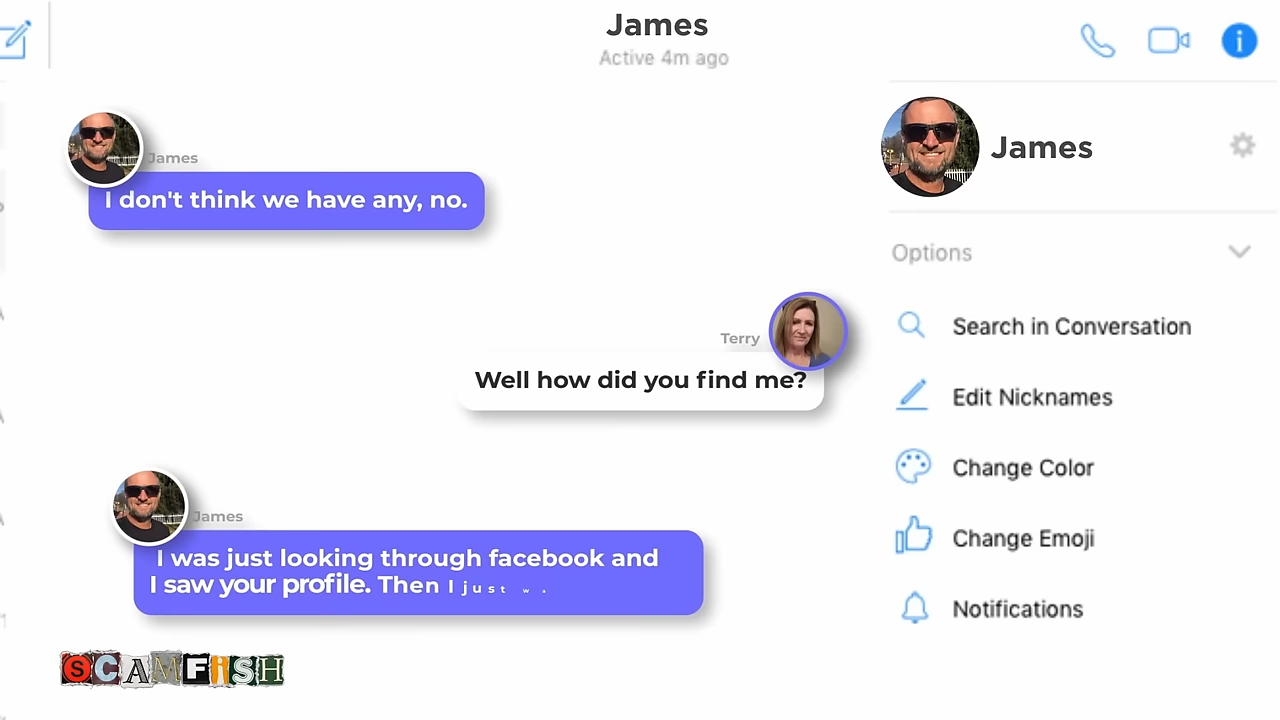 James
Active 4m ago
James
I don't think we have any, no.
Terry
Well how did you find me?
James
I was just looking through facebook and
I saw your profile. Then I just
James
Options
Search in Conversation
Edit Nicknames
Change Color
Change Emoji
Notifications
SCAMFISH